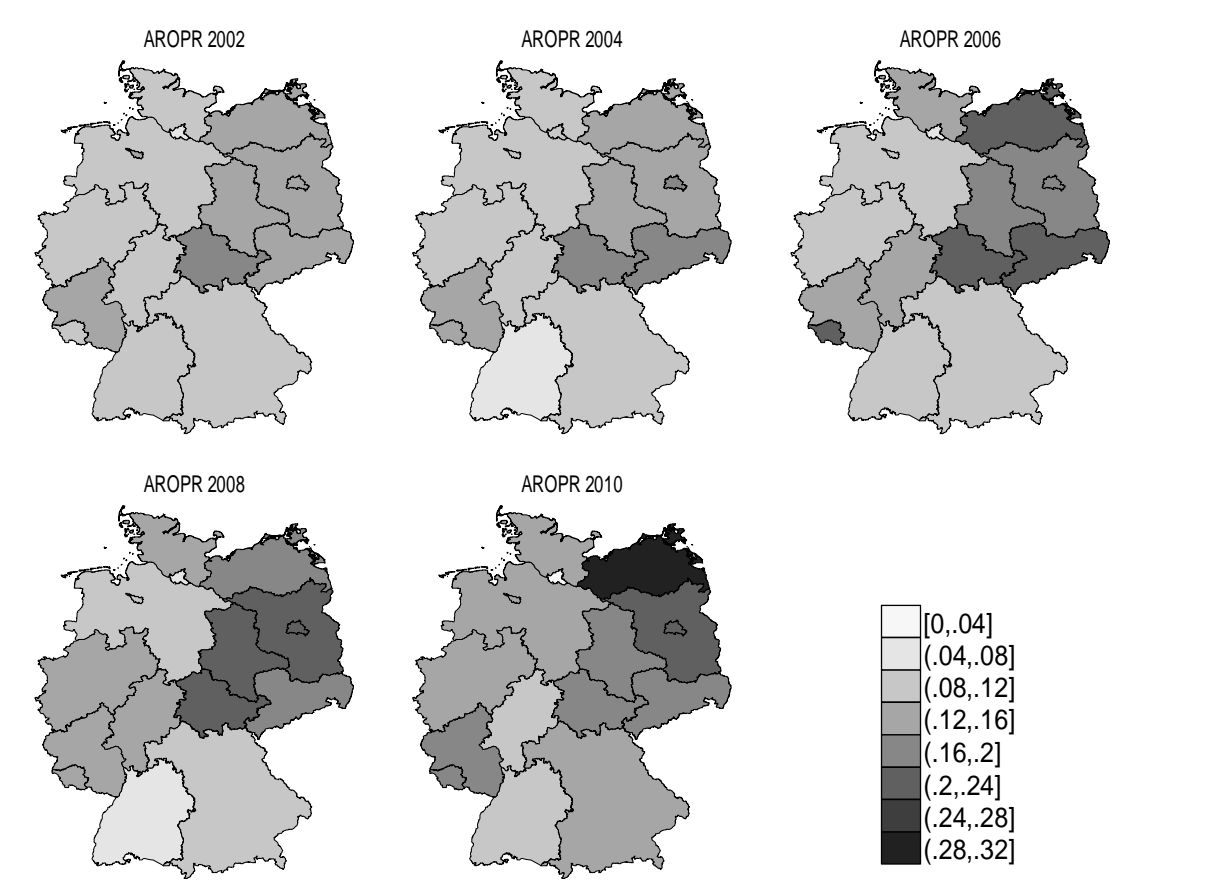 AROPR 2002
AROPR 2004
AROPR 2006
AROPR 2008
AROPR 2010
[0,.04]
(.04,.08]
(.08,.12]
(.12,.16]
(.16,.2]
(.2,.24]
(.24,.28]
(.28,.32]